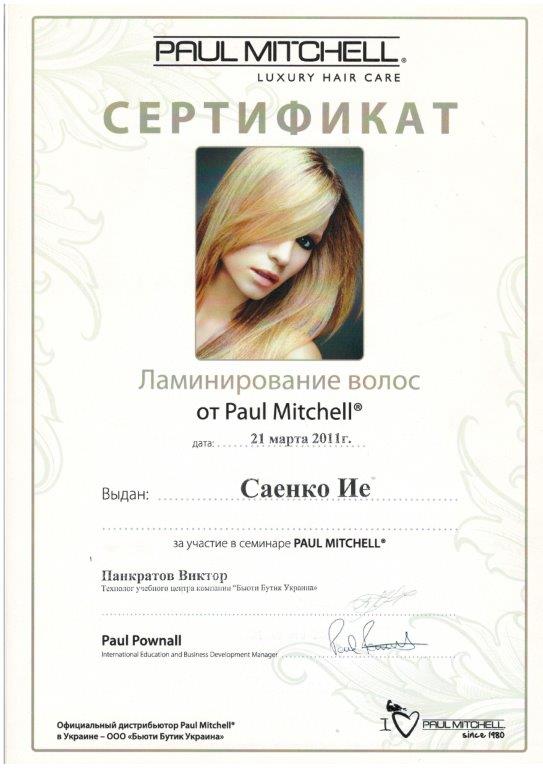 PAUL MITCHELL®
LUXURY HAIR CARE
СЕРТИФИКАТ
Ламинирование волос
от Paul Mitchell®
дата: 21 марта 2011г.
Выдан: Саенко Ие
за участие в семинаре PAUL MITCHELL®
Панкратов Виктор
Технолог учебного центра компании "Бьюти Бутик Украина»
Paul Pownall
International Education and Business Development Manager
Официальный дистрибьютор Paul Mitchell®
в Украине – ООО «Бьюти Бутик Украина»
I PAUL MITCHELL
since 1980